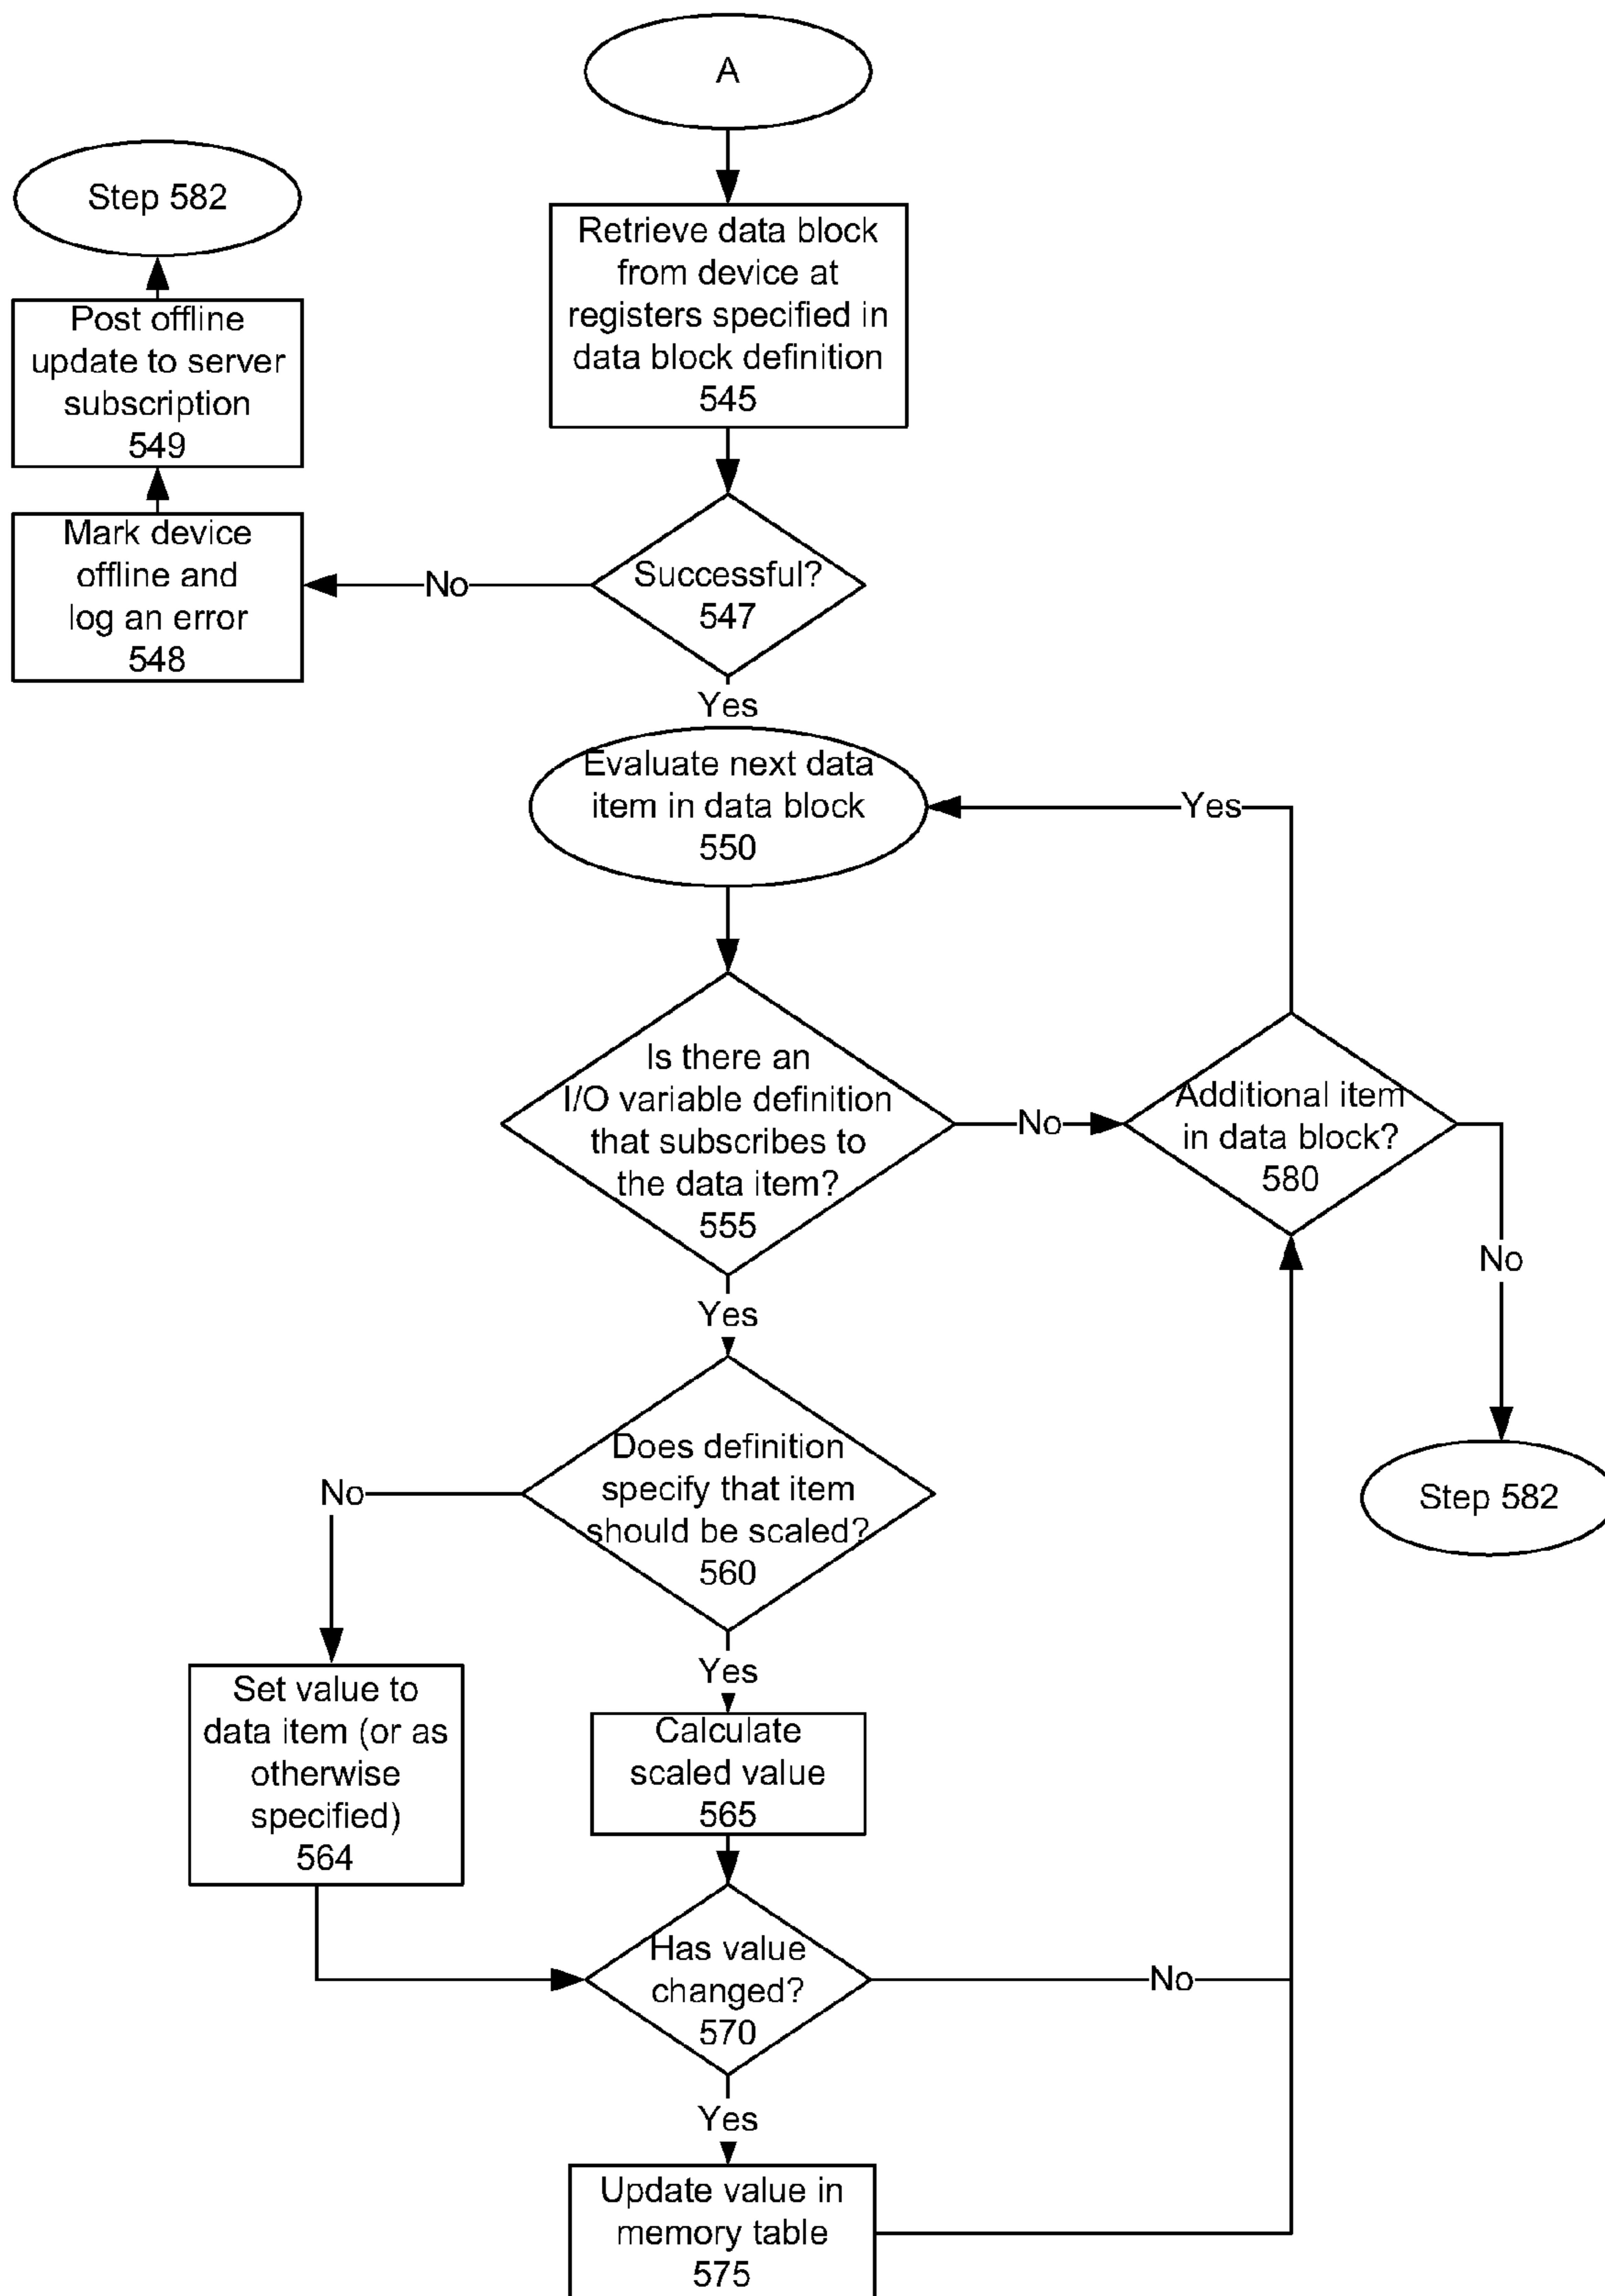 A
Step 582
Retrieve data block
from device at
registers specified in
data block definition
545
Post offline
update to server
subscription
549
Mark device
offline and
log an error
548
No
Successful?
547
Yes
Evaluate next data
item in data block
550
Yes
Is there an
I/O variable definition
that subscribes to
the data item?
555
No
Additional item
in data block?
580
No
Yes
Does definition
specify that item
should be scaled?
560
No
Step 582
Yes
Set value to
data item (or as
otherwise
specified)
564
Calculate
scaled value
565
Has value
changed?
570
No
Yes
Update value in
memory table
575